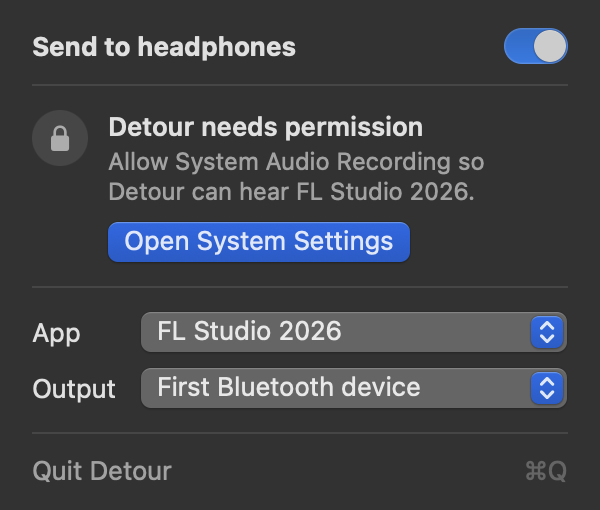 Send to headphones
Detour needs permission
Allow System Audio Recording so
Detour can hear FL Studio 2026.
Open System Settings
App FL Studio 2026
Output First Bluetooth device
Quit Detour ⌘Q